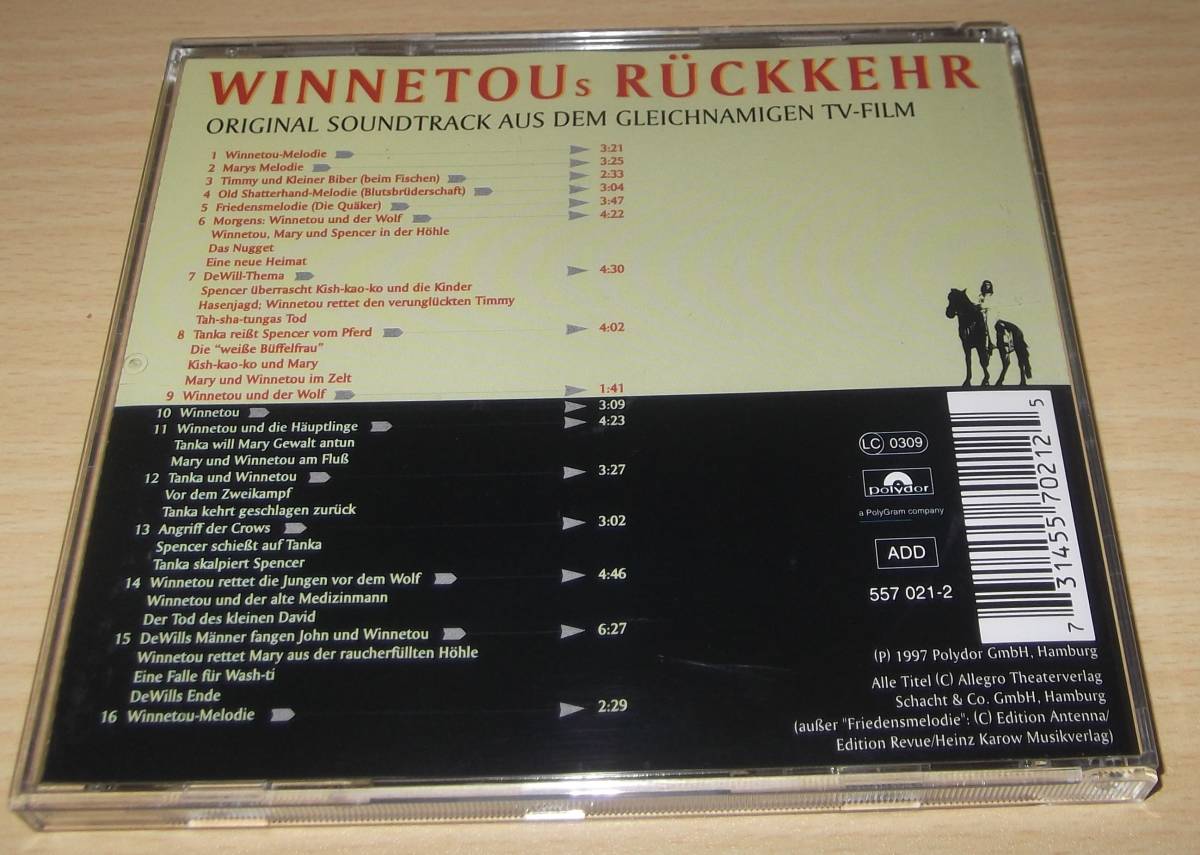 WINNETOUs RÜCKKEHR
ORIGINAL SOUNDTRACK AUS DEM GLEICHNAMIGEN TV-FILM
1 Winnetou-Melodie 3:21
2 Marys Melodie 3:25
3 Timmy und Kleiner Biber (beim Fischen) 2:33
4 Old Shatterhand-Melodie (Blutsbrüderschaft) 3:04
5 Friedensmelodie (Die Quäker) 3:47
6 Morgens: Winnetou und der Wolf 4:22
Winnetou, Mary und Spencer in der Höhle
Das Nugget
Eine neue Heimat
7 DeWill-Thema 4:30
Spencer überrascht Kish-kao-ko und die Kinder
Hasenjagd; Winnetou rettet den verunglückten Timmy
Tah-sha-tungas Tod
8 Tanka reißt Spencer vom Pferd 4:02
Die "weiße Büffelfrau"
Kish-kao-ko und Mary
Mary und Winnetou im Zelt
9 Winnetou und der Wolf 1:41
10 Winnetou 3:09
11 Winnetou und die Häuptlinge 4:23
Tanka will Mary Gewalt antun
Mary und Winnetou am Fluß
12 Tanka und Winnetou 3:27
Vor dem Zweikampf
Tanka kehrt geschlagen zurück
13 Angriff der Crows 3:02
Spencer schießt auf Tanka
Tanka skalpiert Spencer
14 Winnetou rettet die Jungen vor dem Wolf 4:46
Winnetou und der alte Medizinmann
Der Tod des kleinen David
15 DeWills Männer fangen John und Winnetou 6:27
Winnetou rettet Mary aus der raucherfüllten Höhle
Eine Falle für Wash-ti
DeWills Ende
16 Winnetou-Melodie 2:29
LC 0309
polydor
a PolyGram company
ADD
557 021-2
7 31455 70212 5
(P) 1997 Polydor GmbH, Hamburg
Alle Titel (C) Allegro Theaterverlag
Schacht & Co. GmbH, Hamburg
(außer "Friedensmelodie": (C) Edition Antenna/
Edition Revue/Heinz Karow Musikverlag)